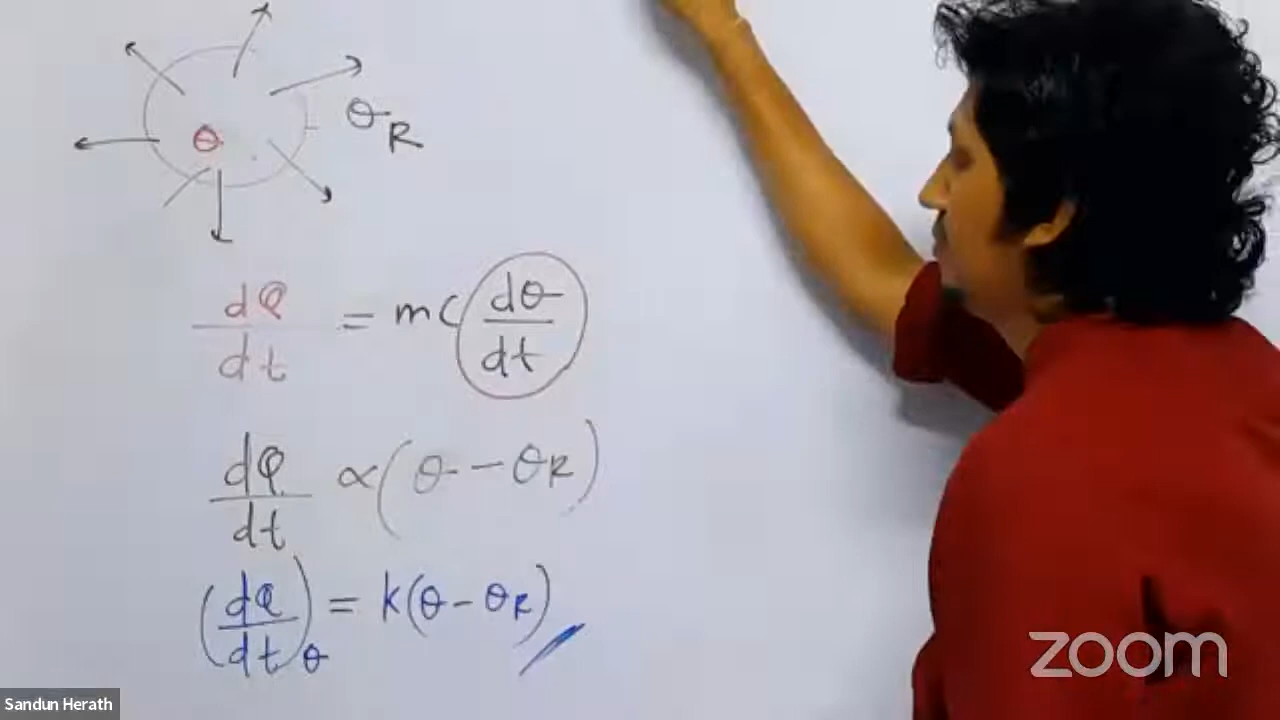 θ
θR
dQ/dt = mc dθ/dt
dQ/dt ∝ (θ - θR)
(dQ/dt)θ = k(θ - θR)
zoom
Sandun Herath